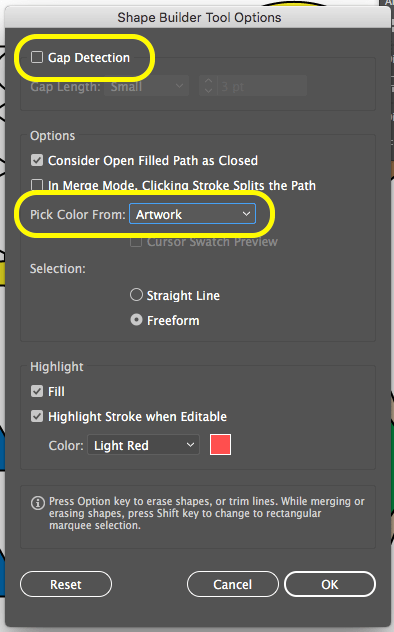 Shape Builder Tool Options
Gap Detection
Gap Length: Small 3 pt
Options
Consider Open Filled Path as Closed
In Merge Mode, Clicking Stroke Splits the Path
Pick Color From: Artwork
Cursor Swatch Preview
Selection:
Straight Line
Freeform
Highlight
Fill
Highlight Stroke when Editable
Color: Light Red
Press Option key to erase shapes, or trim lines. While merging or
erasing shapes, press Shift key to change to rectangular
marquee selection.
Reset Cancel OK